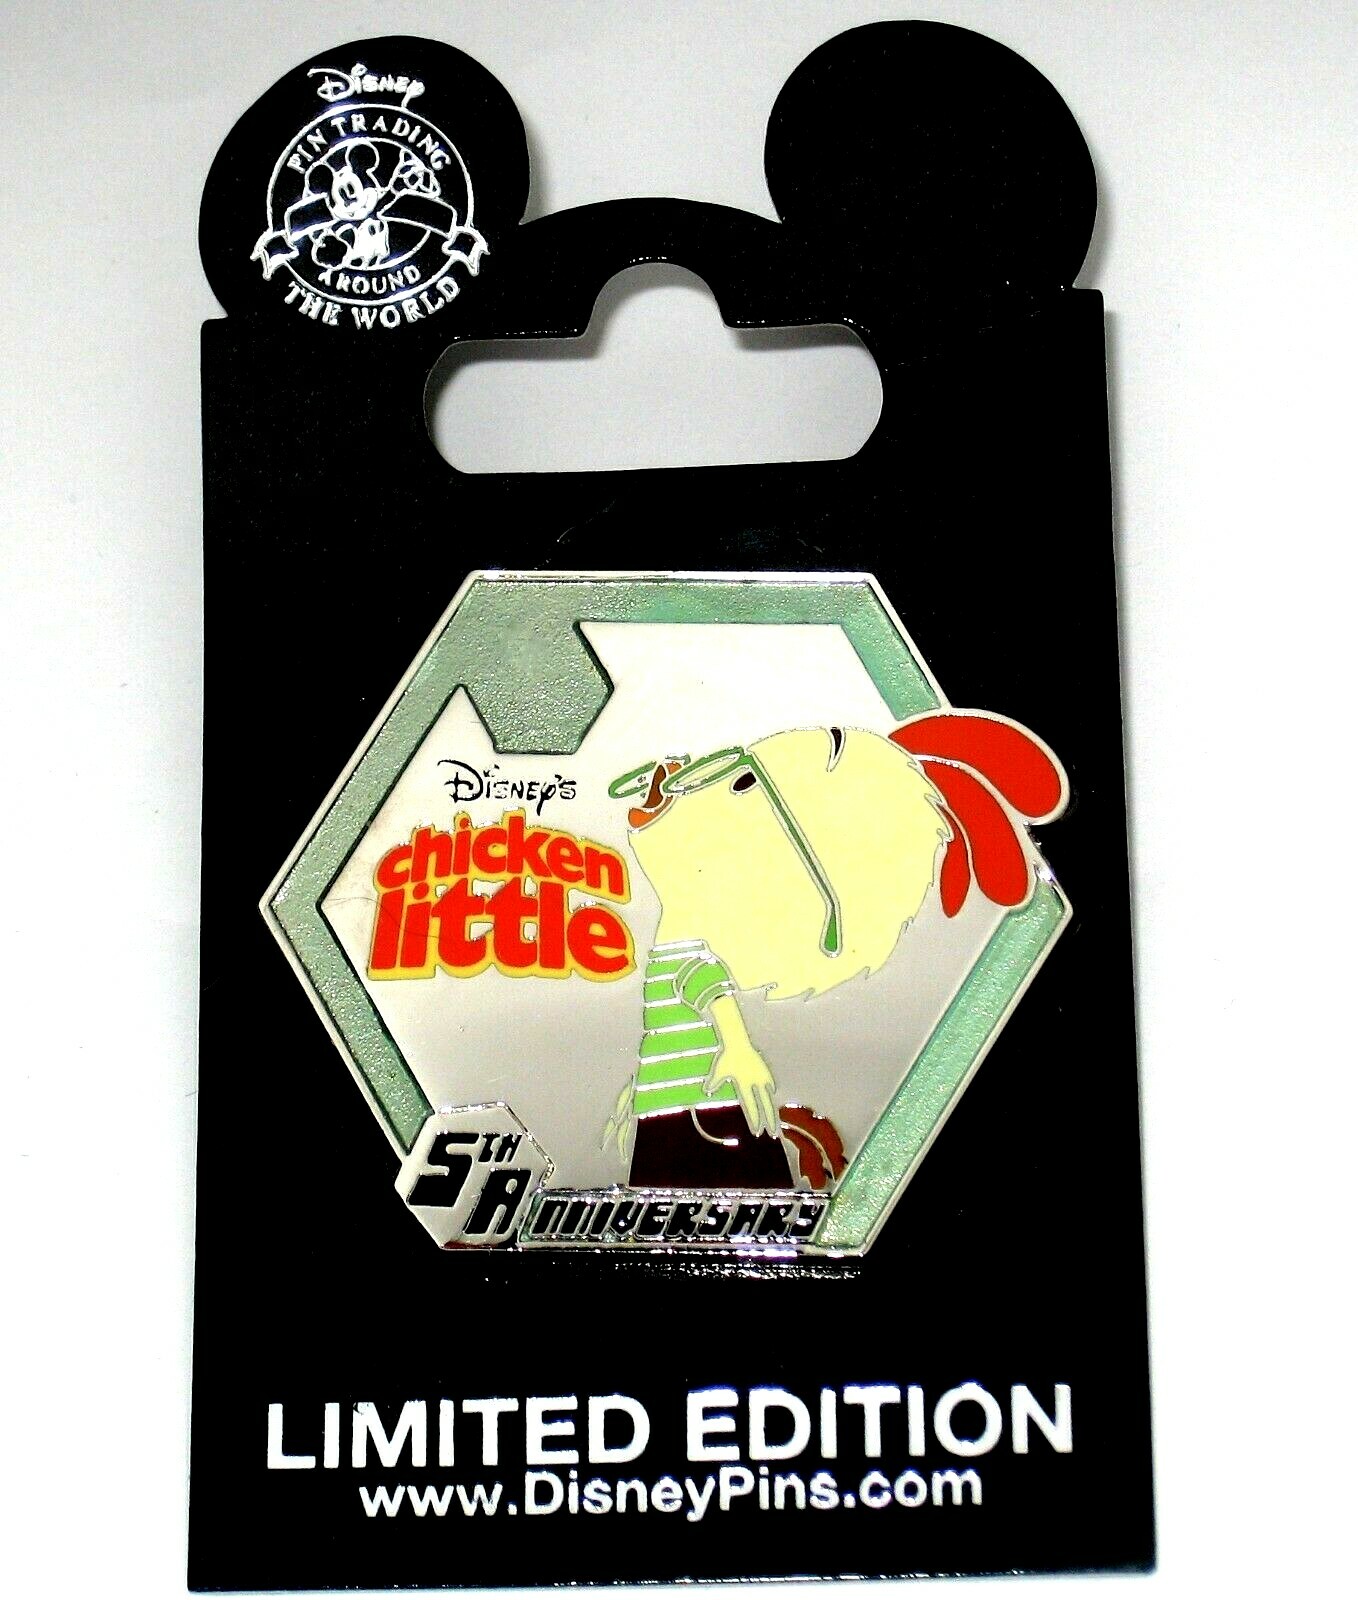 Disney
PIN TRADING
AROUND
THE WORLD
Disney's
chicken
little
5TH
ANNIVERSARY
LIMITED EDITION
www.DisneyPins.com